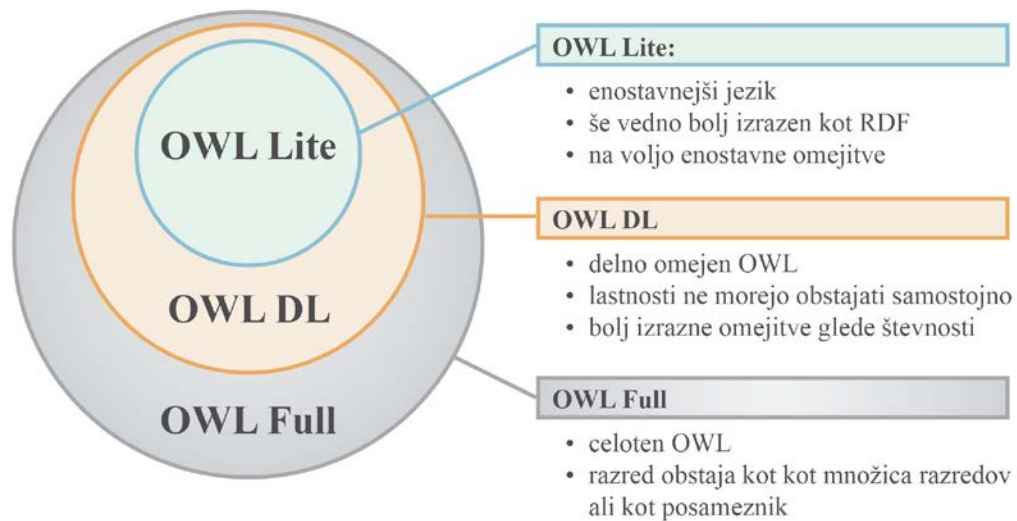 OWL Lite
OWL DL
OWL Full
OWL Lite:
• enostavnejši jezik
• še vedno bolj izrazen kot RDF
• na voljo enostavne omejitve
OWL DL
• delno omejen OWL
• lastnosti ne morejo obstajati samostojno
• bolj izrazne omejitve glede števnosti
OWL Full
• celoten OWL
• razred obstaja kot kot množica razredov
ali kot posameznik